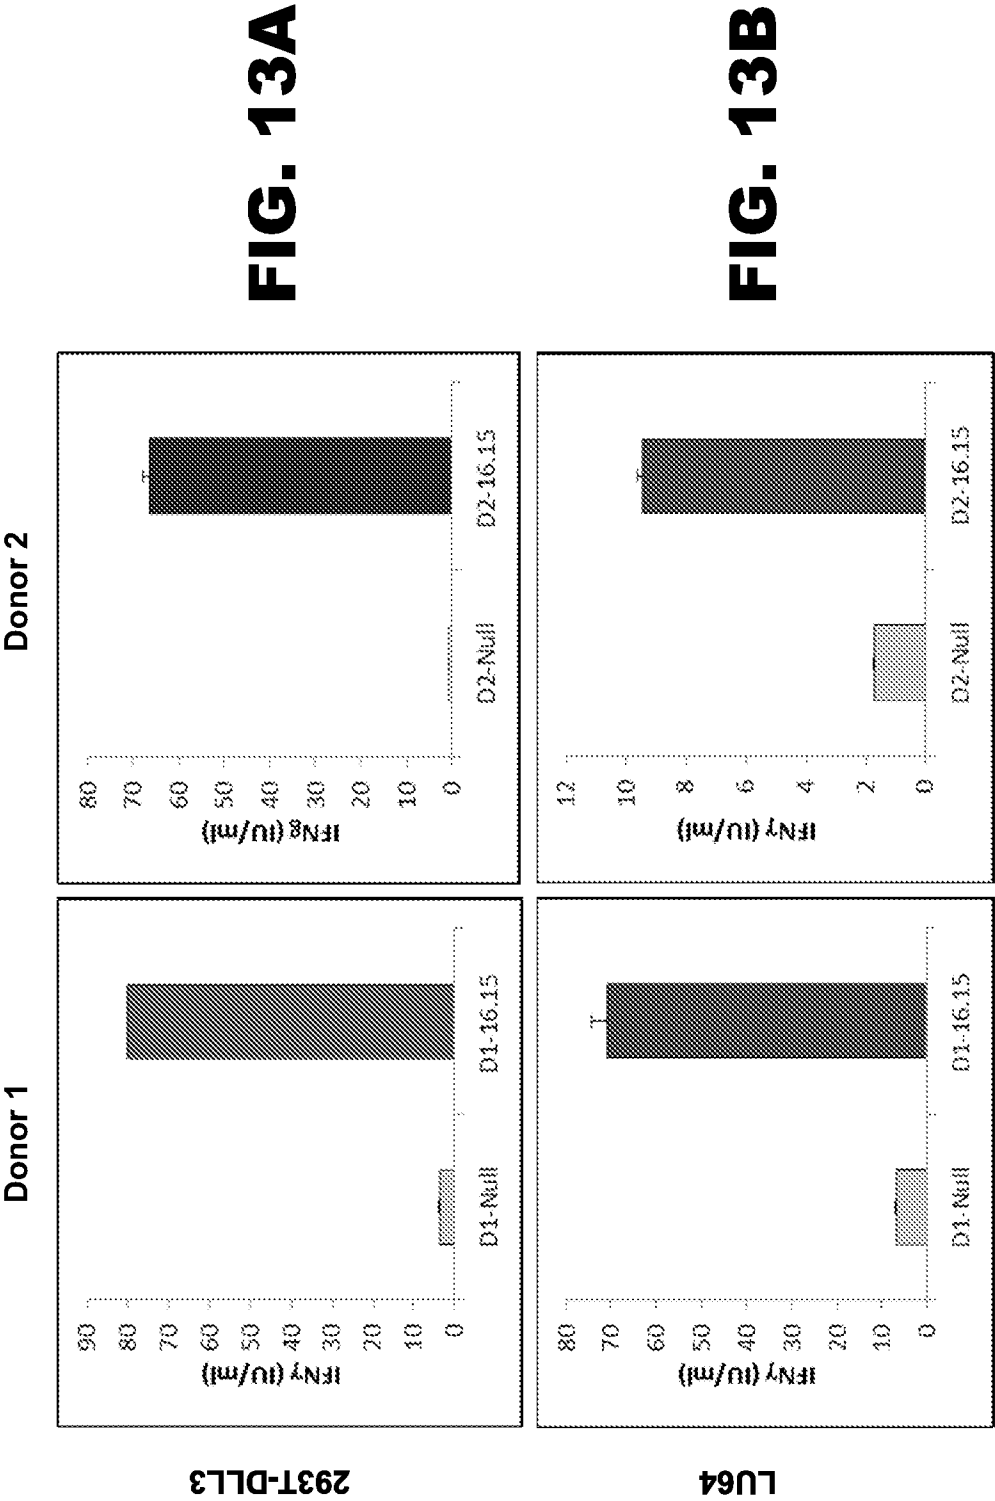 Donor 1
Donor 2
293T-DLL3
IFNγ (IU/ml)
90
80
70
60
50
40
30
20
10
0
D1-Null
D1-16.15
IFNg (IU/ml)
80
70
60
50
40
30
20
10
0
D2-Null
D2-16.15
FIG. 13A
LU64
IFNγ (IU/ml)
80
70
60
50
40
30
20
10
0
D1-Null
D1-16.15
IFNγ (IU/ml)
12
10
8
6
4
2
0
D2-Null
D2-16.15
FIG. 13B